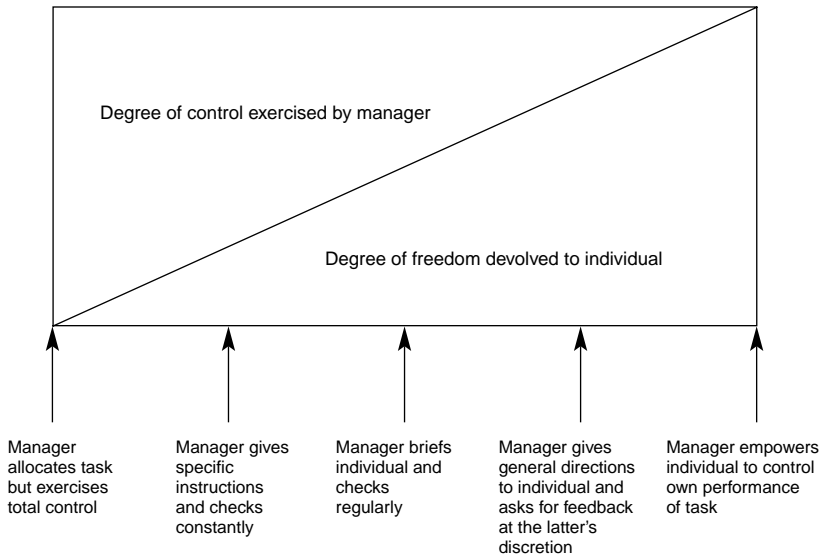 Degree of control exercised by manager
Degree of freedom devolved to individual
Manager
allocates task
but exercises
total control
Manager gives
specific
instructions
and checks
constantly
Manager briefs
individual and
checks
regularly
Manager gives
general directions
to individual and
asks for feedback
at the latter's
discretion
Manager empowers
individual to control
own performance
of task